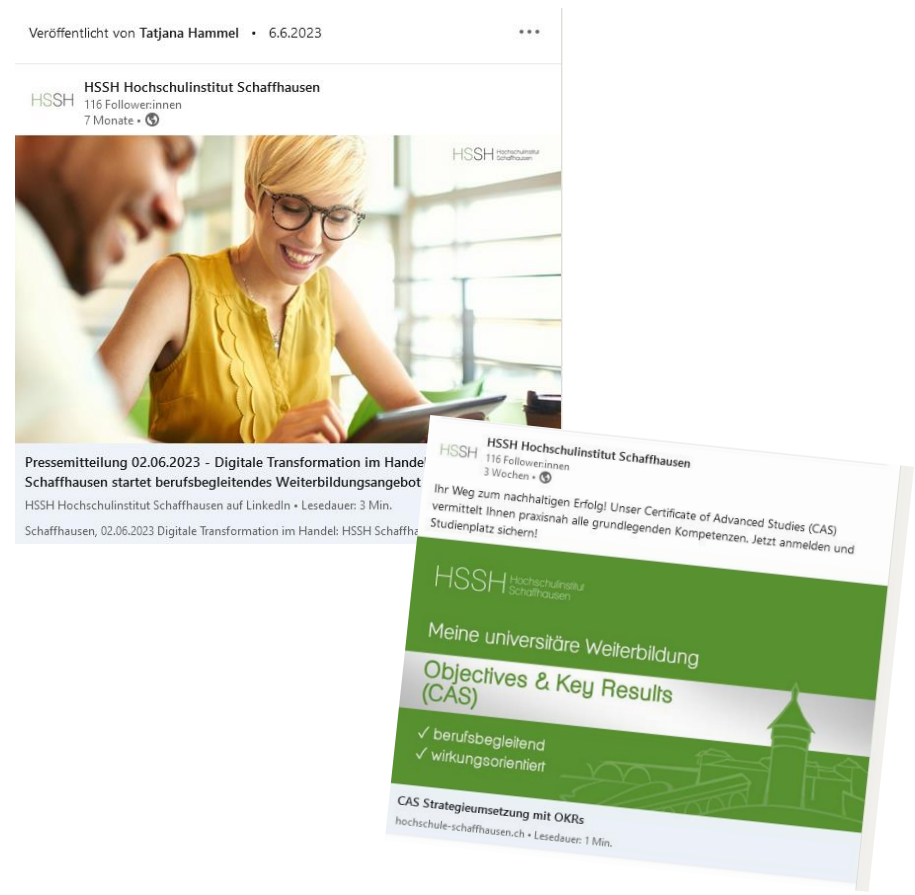 Veröffentlicht von Tatjana Hammel • 6.6.2023
HSSH
HSSH Hochschulinstitut Schaffhausen
116 Follower:innen
7 Monate •
HSSH Hochschulinstitut
Schaffhausen
Pressemitteilung 02.06.2023 - Digitale Transformation im Handel
Schaffhausen startet berufsbegleitendes Weiterbildungsangebot
HSSH Hochschulinstitut Schaffhausen auf LinkedIn • Lesedauer: 3 Min.
Schaffhausen, 02.06.2023 Digitale Transformation im Handel: HSSH Schaffha
HSSH
HSSH Hochschulinstitut Schaffhausen
116 Follower:innen
3 Wochen •
Ihr Weg zum nachhaltigen Erfolg! Unser Certificate of Advanced Studies (CAS)
vermittelt Ihnen praxisnah alle grundlegenden Kompetenzen. Jetzt anmelden und
Studienplatz sichern!
HSSH Hochschulinstitut
Schaffhausen
Meine universitäre Weiterbildung
Objectives & Key Results
(CAS)
✓ berufsbegleitend
✓ wirkungsorientiert
CAS Strategieumsetzung mit OKRs
hochschule-schaffhausen.ch • Lesedauer: 1 Min.